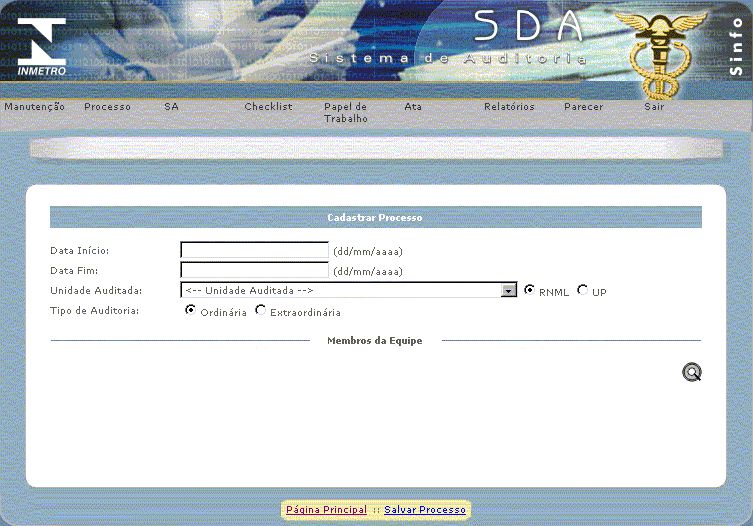 SDA
Sistema de Auditoria
INMETRO
Sinfo
Manutenção Processo SA Checklist Papel de Trabalho Ata Relatórios Parecer Sair
Cadastrar Processo
Data Início: (dd/mm/aaaa)
Data Fim: (dd/mm/aaaa)
Unidade Auditada: <-- Unidade Auditada --> RNML UP
Tipo de Auditoria: Ordinária Extraordinária
Membros da Equipe
Página Principal :: Salvar Processo